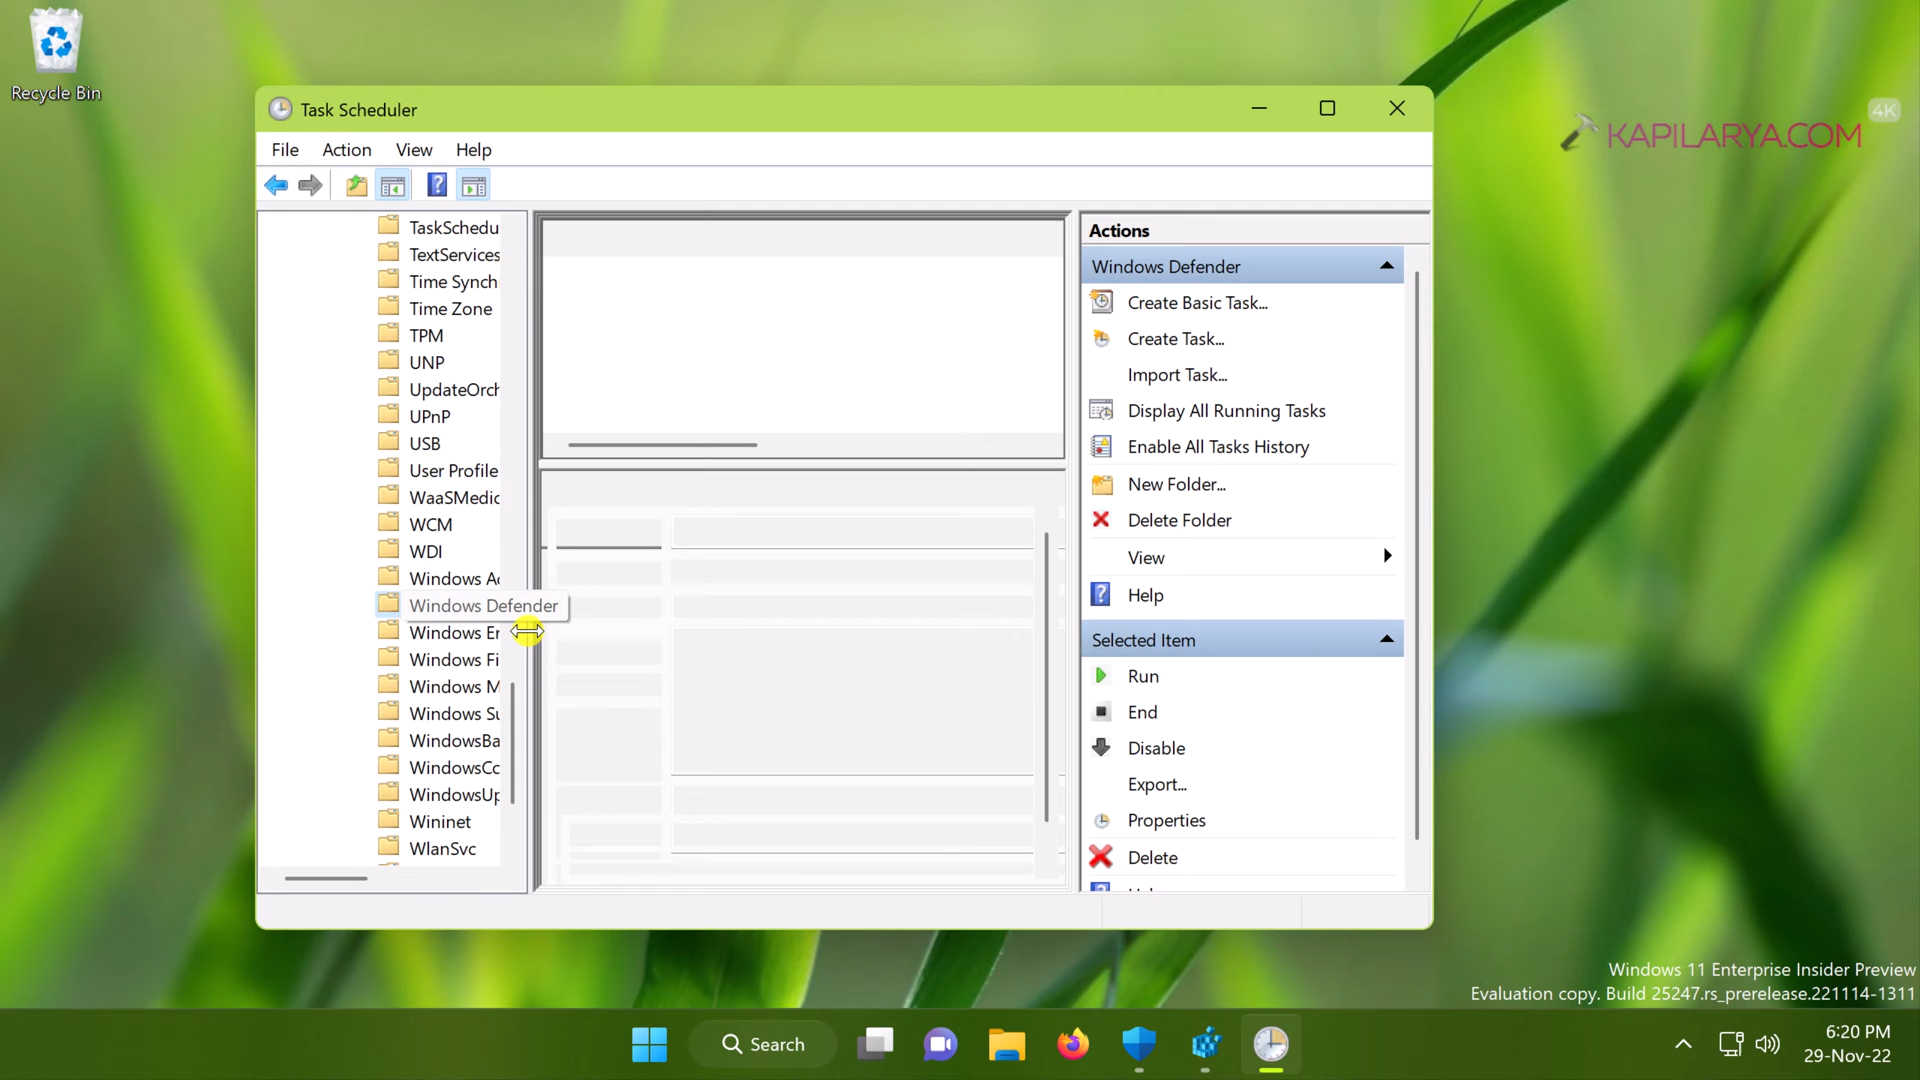 Recycle Bin
Task Scheduler
File Action View Help
TaskSchedu
TextServices
Time Synch
Time Zone
TPM
UNP
UpdateOrch
UPnP
USB
User Profile
WaaSMedic
WCM
WDI
Windows Ac
Windows Defender
Windows Er
Windows Fi
Windows M
Windows Su
WindowsBa
WindowsCo
WindowsUp
Wininet
WlanSvc
Actions
Windows Defender
Create Basic Task...
Create Task...
Import Task...
Display All Running Tasks
Enable All Tasks History
New Folder...
Delete Folder
View
Help
Selected Item
Run
End
Disable
Export...
Properties
Delete
4K
KAPILARYA.COM
Windows 11 Enterprise Insider Preview
Evaluation copy. Build 25247.rs_prerelease.221114-1311
Search
6:20 PM
29-Nov-22